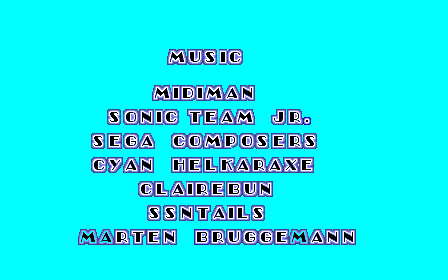 MUSIC
MIDIMAN
SONIC TEAM JR.
SEGA COMPOSERS
CYAN HELKARAXE
CLAIREBUN
SSNTAILS
MARTEN BRUGGEMANN